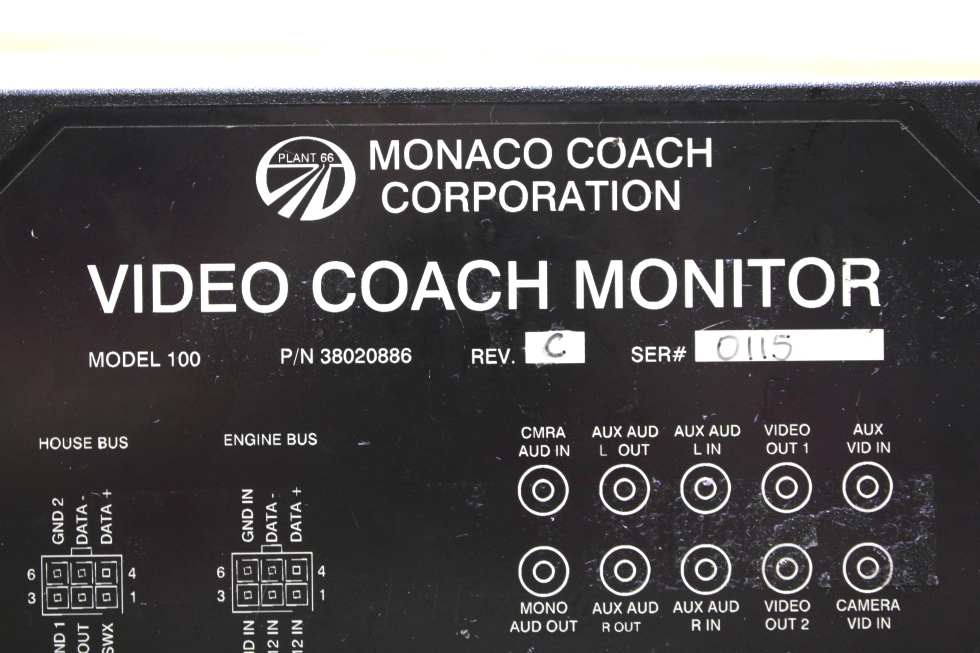 PLANT 66
MONACO COACH
CORPORATION
VIDEO COACH MONITOR
MODEL 100 P/N 38020886 REV. C SER# 0115
HOUSE BUS
GND 2
DATA -
DATA +
6 4
3 1
OUT
SWX
ENGINE BUS
GND IN
DATA -
DATA +
6 4
3 1
CMRA
AUD IN
AUX AUD
L OUT
AUX AUD
L IN
VIDEO
OUT 1
AUX
VID IN
MONO
AUD OUT
AUX AUD
R OUT
AUX AUD
R IN
VIDEO
OUT 2
CAMERA
VID IN